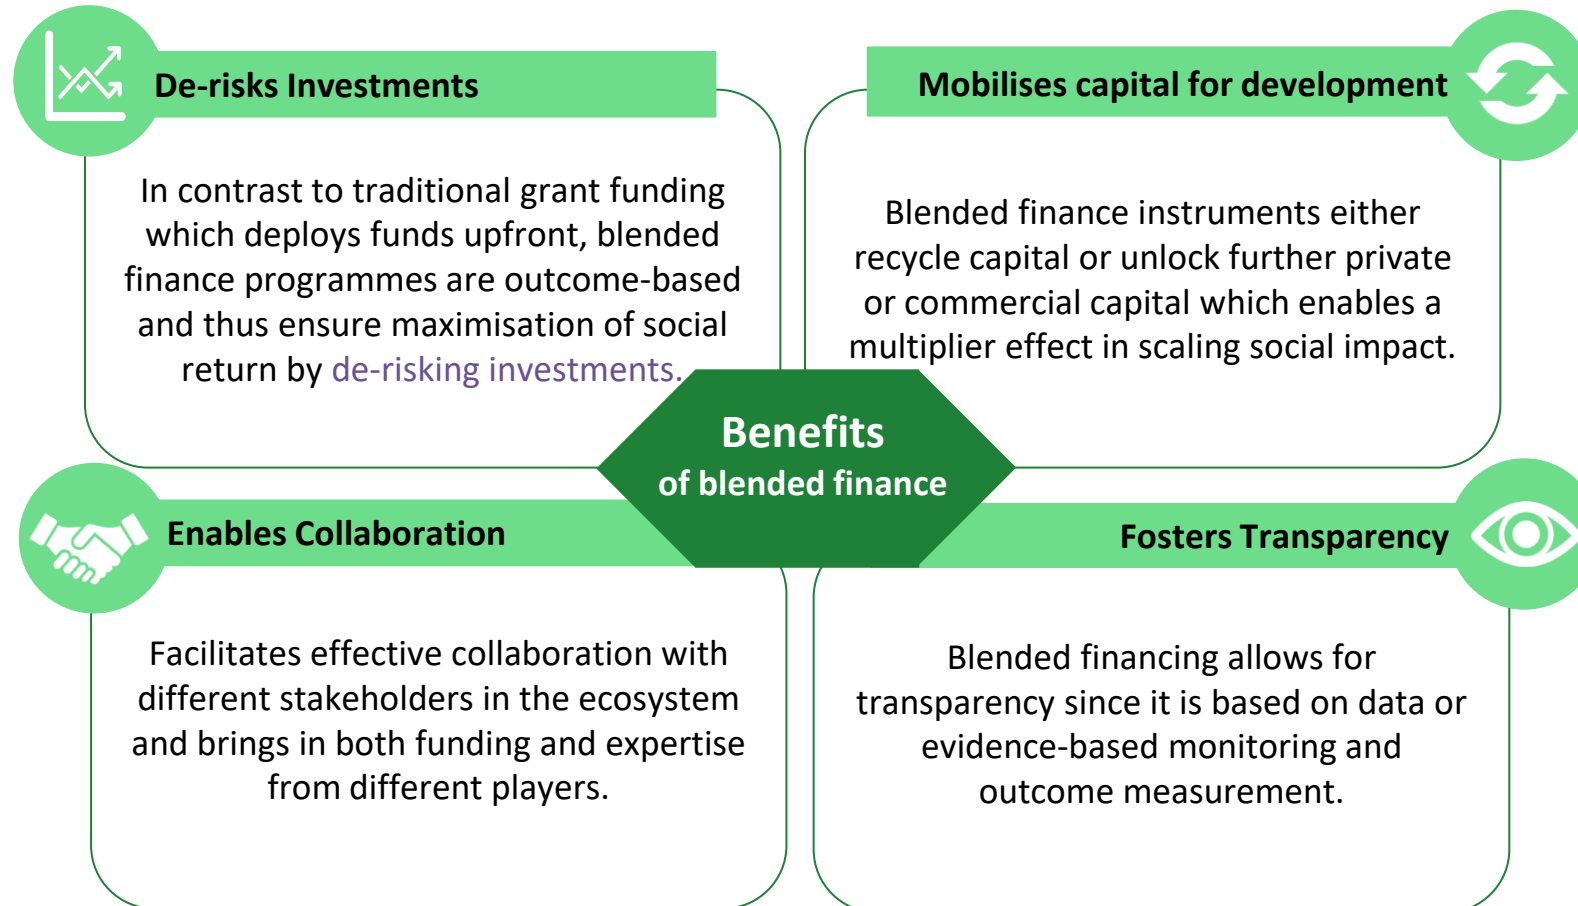 De-risks Investments
In contrast to traditional grant funding
which deploys funds upfront, blended
finance programmes are outcome-based
and thus ensure maximisation of social
return by de-risking investments.
Mobilises capital for development
Blended finance instruments either
recycle capital or unlock further private
or commercial capital which enables a
multiplier effect in scaling social impact.
Benefits
of blended finance
Enables Collaboration
Facilitates effective collaboration with
different stakeholders in the ecosystem
and brings in both funding and expertise
from different players.
Fosters Transparency
Blended financing allows for
transparency since it is based on data or
evidence-based monitoring and
outcome measurement.